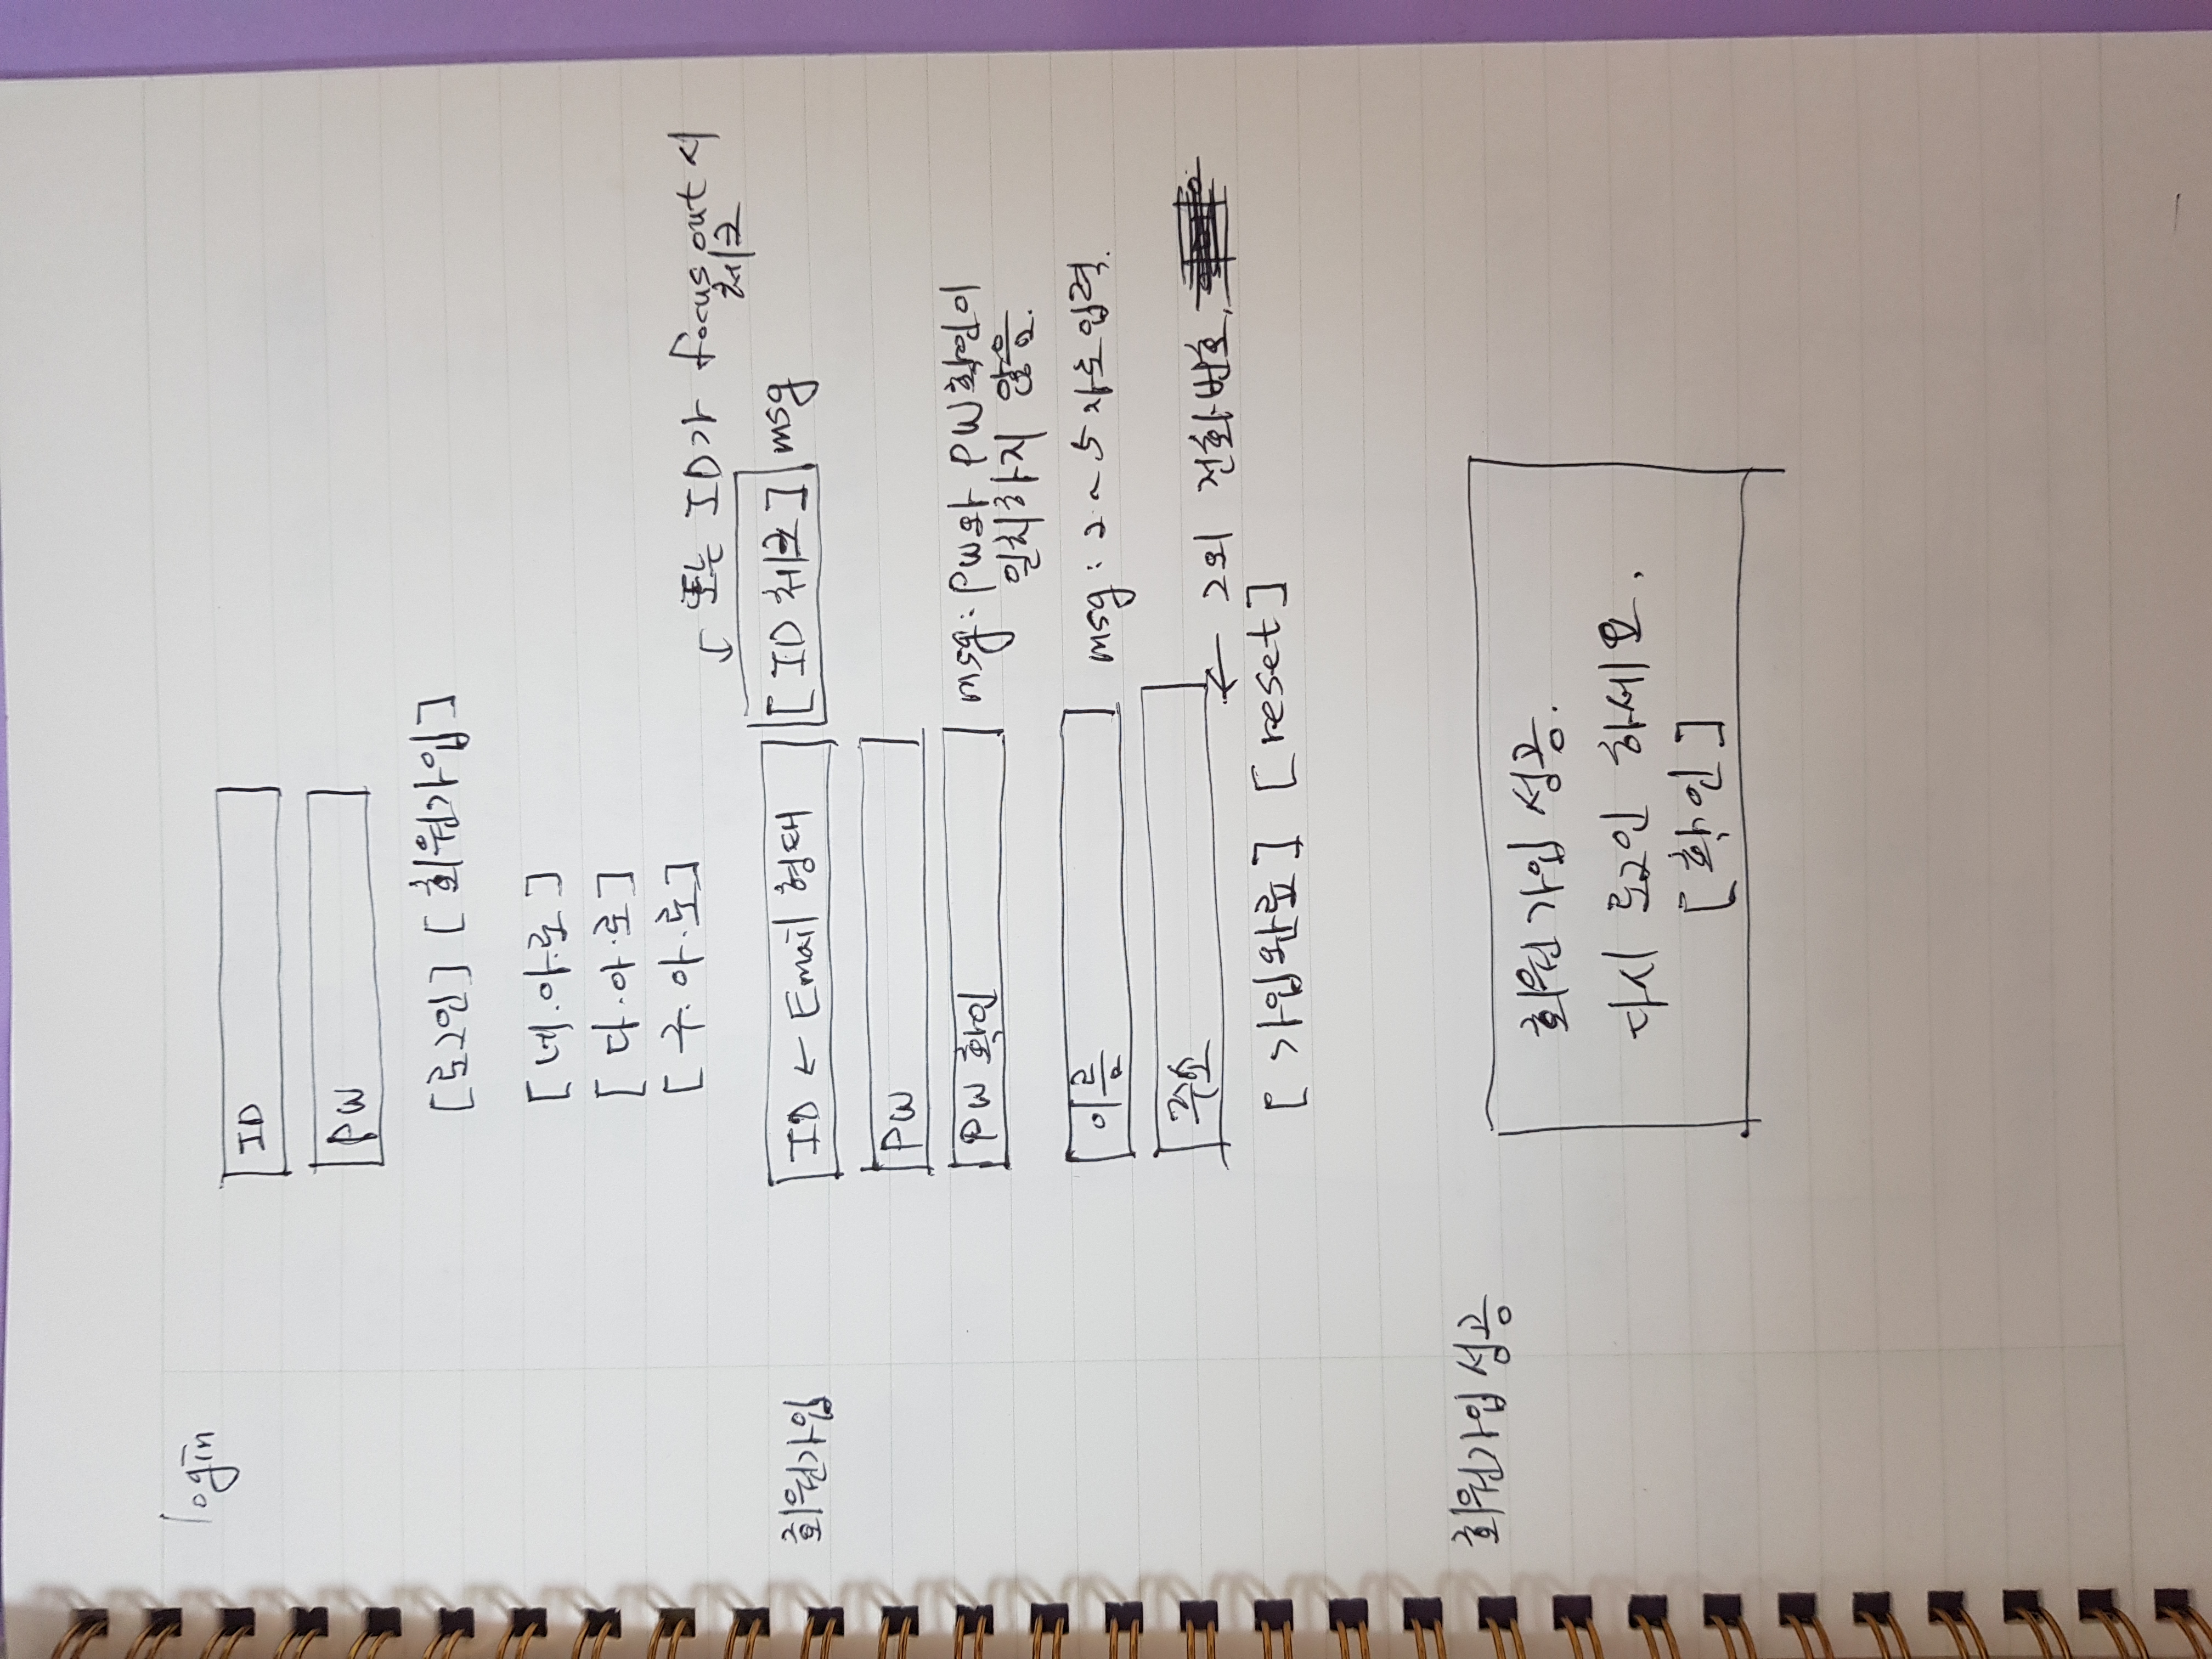 login
ID
PW
[로그인] [회원가입]
[네.아.로]
[다.아.로]
[구.아.로]
↓ 또는 ID가 focus out 시
체크
회원가입
ID ← Email 형태 [ID 체크] msg
PW
PW 확인 msg: PW와 PW확인이
일치하지 않음.
이름 msg: 2~5자로 입력.
주소
← 그외 전화번호,
[가입완료] [reset]
회원가입 성공
회원가입 성공.
다시 로그인 하세요.
[확인]